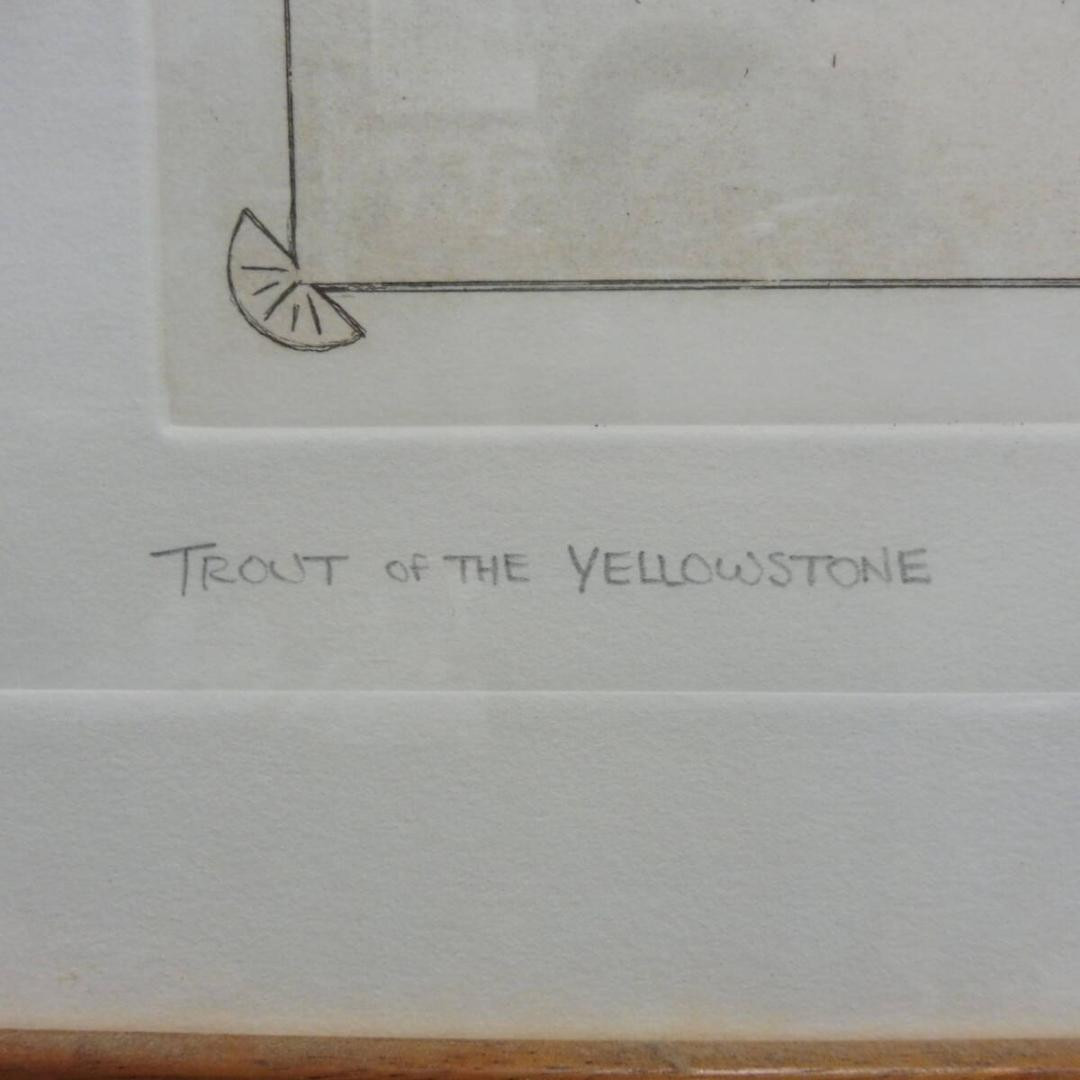 TROUT OF THE YELLOWSTONE